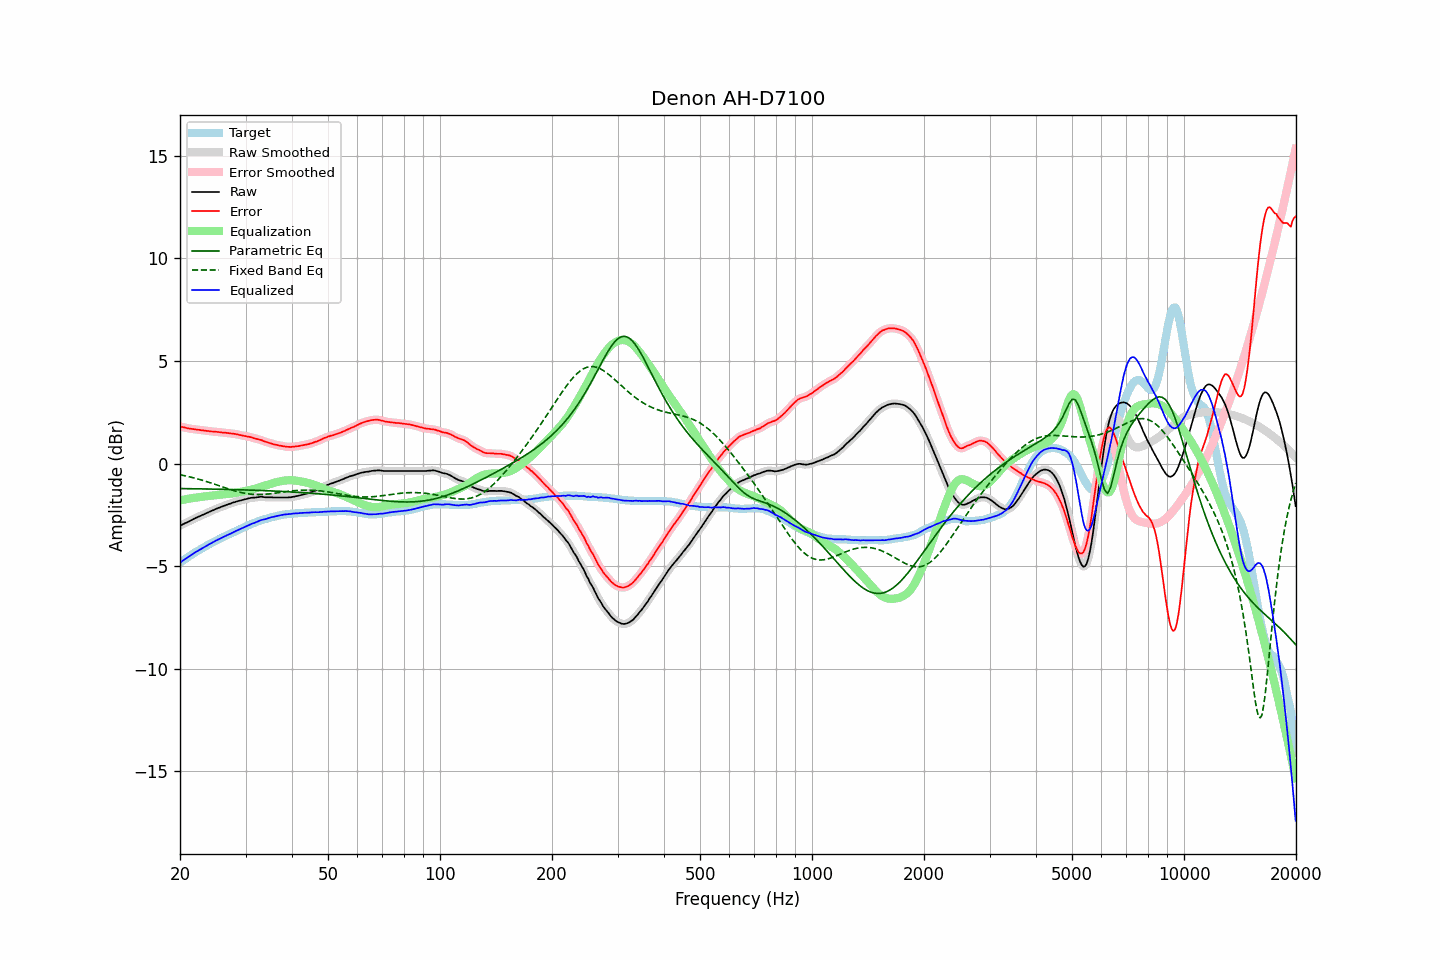 Denon AH-D7100
Target
Raw Smoothed
Error Smoothed
Raw
Error
Equalization
Parametric Eq
Fixed Band Eq
Equalized
15
10
5
0
−5
−10
−15
Amplitude (dBr)
20 50 100 200 500 1000 2000 5000 10000 20000
Frequency (Hz)